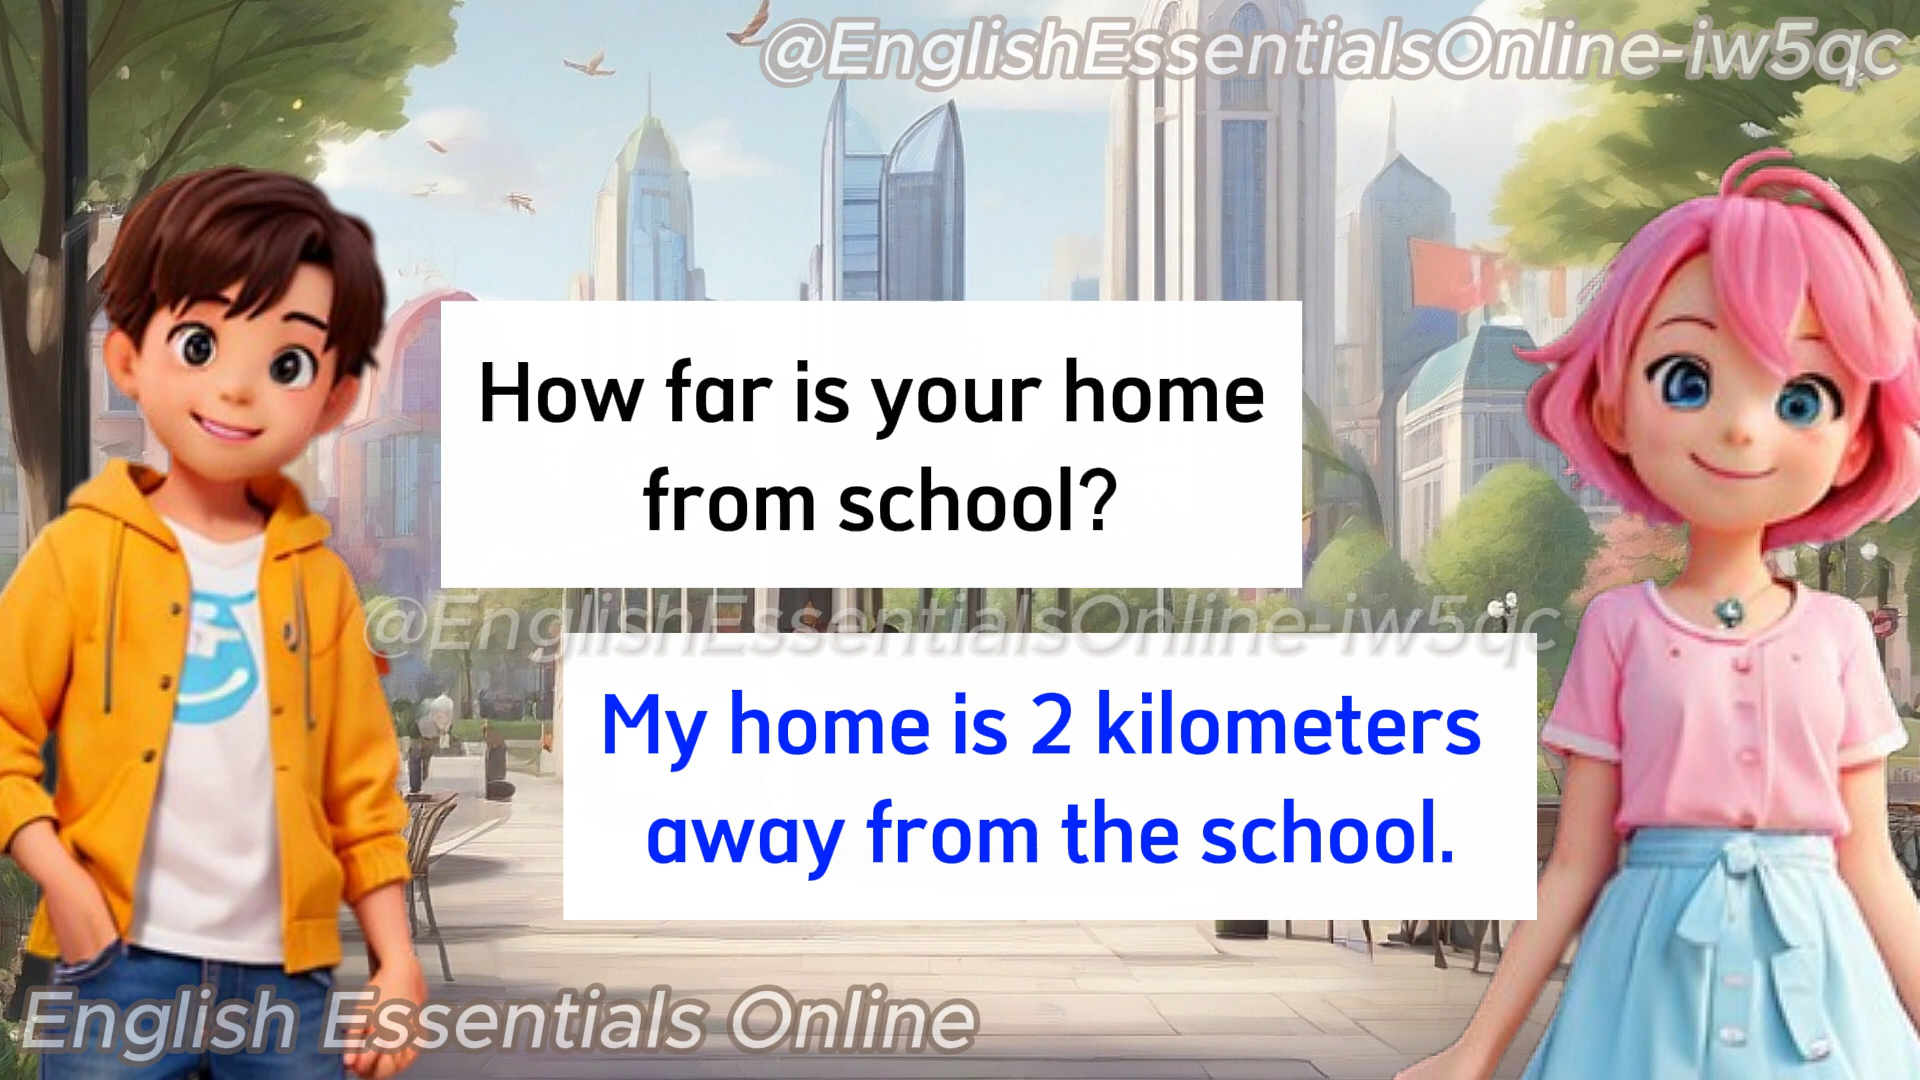 @EnglishEssentialsOnline-iw5qc
How far is your home
from school?
@EnglishEssentialsOnline-iw5qc
My home is 2 kilometers
away from the school.
English Essentials Online